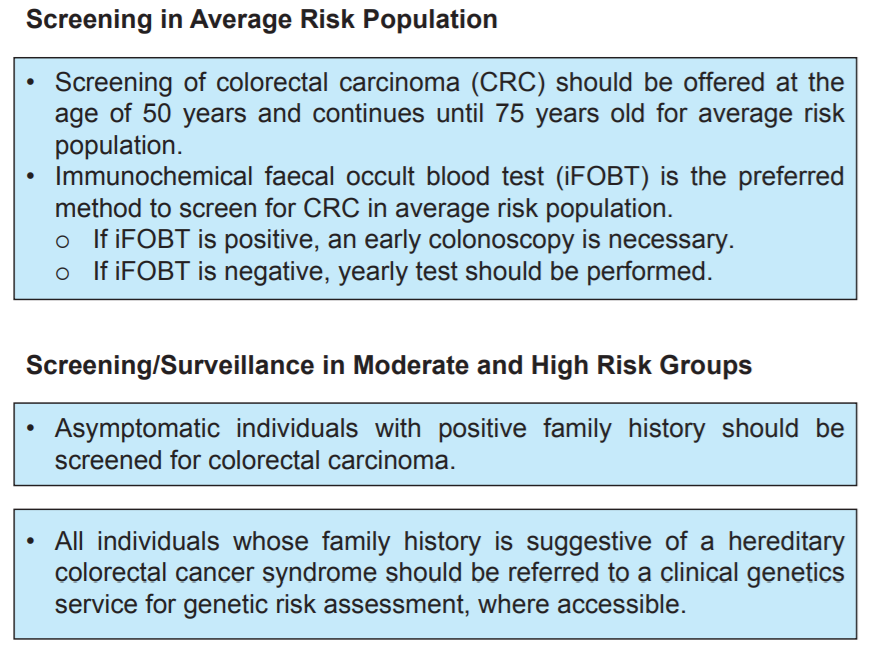 Screening in Average Risk Population
• Screening of colorectal carcinoma (CRC) should be offered at the
age of 50 years and continues until 75 years old for average risk
population.
• Immunochemical faecal occult blood test (iFOBT) is the preferred
method to screen for CRC in average risk population.
o If iFOBT is positive, an early colonoscopy is necessary.
o If iFOBT is negative, yearly test should be performed.
Screening/Surveillance in Moderate and High Risk Groups
• Asymptomatic individuals with positive family history should be
screened for colorectal carcinoma.
• All individuals whose family history is suggestive of a hereditary
colorectal cancer syndrome should be referred to a clinical genetics
service for genetic risk assessment, where accessible.